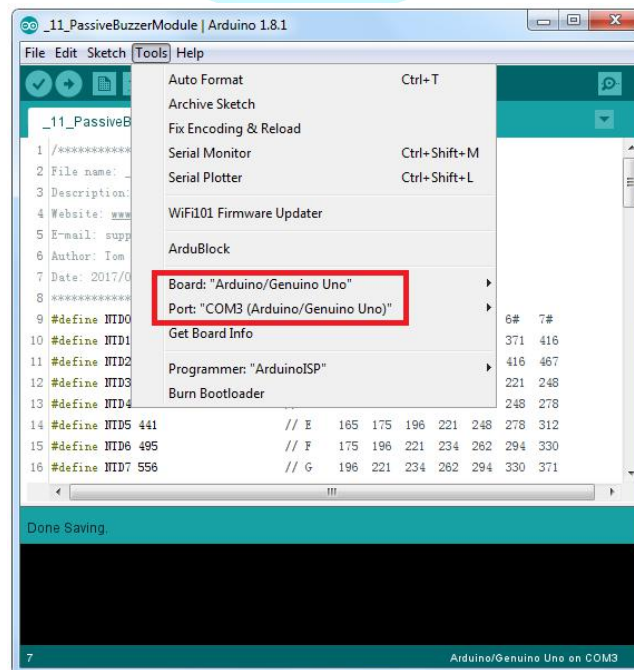 _11_PassiveBuzzerModule | Arduino 1.8.1
File Edit Sketch Tools Help
Auto Format Ctrl+T
Archive Sketch
Fix Encoding & Reload
Serial Monitor Ctrl+Shift+M
Serial Plotter Ctrl+Shift+L
WiFi101 Firmware Updater
ArduBlock
Board: "Arduino/Genuino Uno"
Port: "COM3 (Arduino/Genuino Uno)"
Get Board Info
Programmer: "ArduinoISP"
Burn Bootloader
_11_PassiveB
1 /***********
2 File name: _
3 Description:
4 Website: www
5 E-mail: supp
6 Author: Tom
7 Date: 2017/0
8 ************
9 #define NTD0 6# 7#
10 #define NTD1 371 416
11 #define NTD2 416 467
12 #define NTD3 221 248
13 #define NTD4 248 278
14 #define NTD5 441 // E 165 175 196 221 248 278 312
15 #define NTD6 495 // F 175 196 221 234 262 294 330
16 #define NTD7 556 // G 196 221 234 262 294 330 371
Done Saving.
7 Arduino/Genuino Uno on COM3